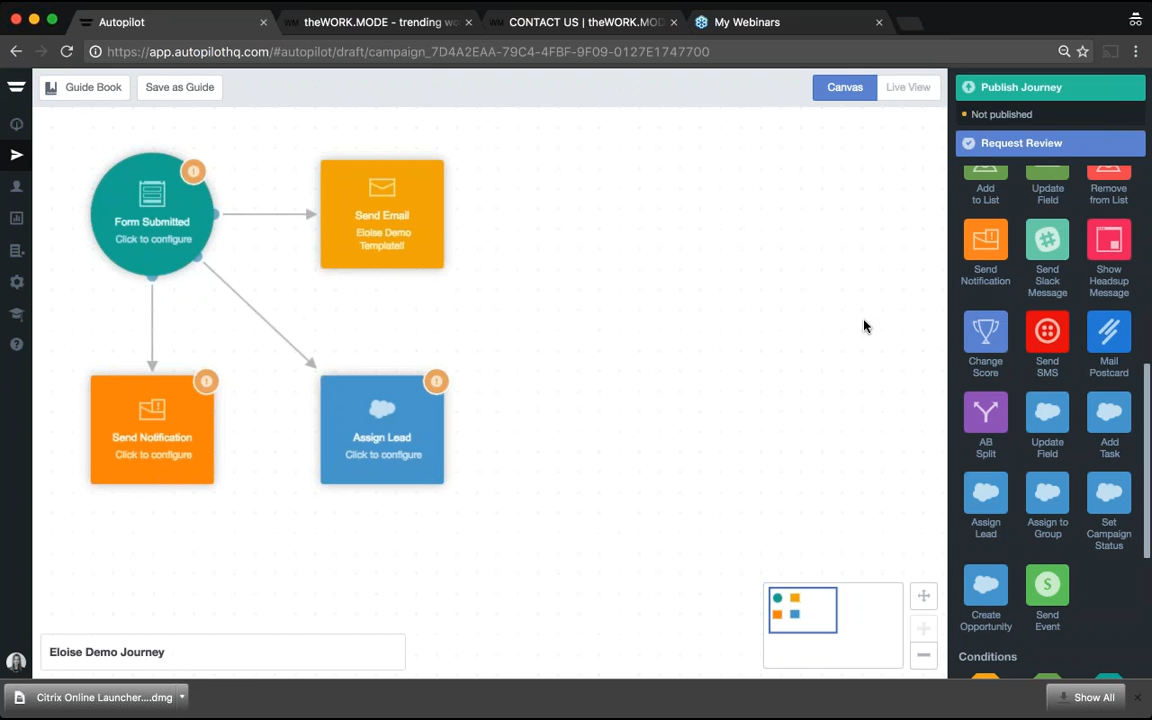 Autopilot
theWORK.MODE - trending wo
CONTACT US | theWORK.MOD
My Webinars
https://app.autopilothq.com/#autopilot/draft/campaign_7D4A2EAA-79C4-4FBF-9F09-0127E1747700
Guide Book
Save as Guide
Canvas
Live View
Publish Journey
Not published
Request Review
Form Submitted
Click to configure
Send Email
Eloise Demo
Template!!
Send Notification
Click to configure
Assign Lead
Click to configure
Add
to List
Update
Field
Remove
from List
Send
Notification
Send
Slack
Message
Show
Headsup
Message
Change
Score
Send
SMS
Mail
Postcard
AB
Split
Update
Field
Add
Task
Assign
Lead
Assign to
Group
Set
Campaign
Status
Create
Opportunity
Send
Event
Conditions
Eloise Demo Journey
Citrix Online Launcher....dmg
Show All